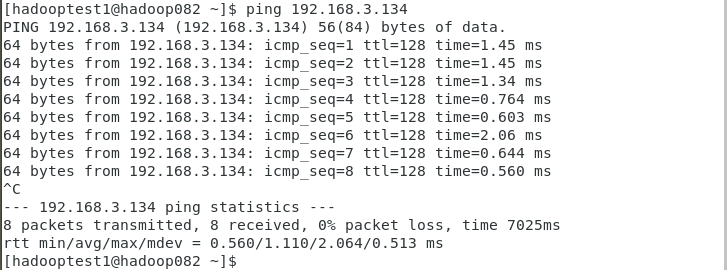 [hadooptest1@hadoop082 ~]$ ping 192.168.3.134
PING 192.168.3.134 (192.168.3.134) 56(84) bytes of data.
64 bytes from 192.168.3.134: icmp_seq=1 ttl=128 time=1.45 ms
64 bytes from 192.168.3.134: icmp_seq=2 ttl=128 time=1.45 ms
64 bytes from 192.168.3.134: icmp_seq=3 ttl=128 time=1.34 ms
64 bytes from 192.168.3.134: icmp_seq=4 ttl=128 time=0.764 ms
64 bytes from 192.168.3.134: icmp_seq=5 ttl=128 time=0.603 ms
64 bytes from 192.168.3.134: icmp_seq=6 ttl=128 time=2.06 ms
64 bytes from 192.168.3.134: icmp_seq=7 ttl=128 time=0.644 ms
64 bytes from 192.168.3.134: icmp_seq=8 ttl=128 time=0.560 ms
^C
--- 192.168.3.134 ping statistics ---
8 packets transmitted, 8 received, 0% packet loss, time 7025ms
rtt min/avg/max/mdev = 0.560/1.110/2.064/0.513 ms
[hadooptest1@hadoop082 ~]$